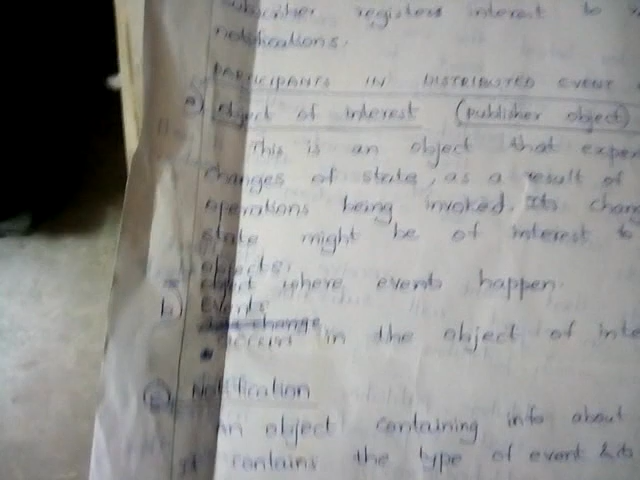 subscriber registers interest to
notifications.
PARTICIPANTS IN DISTRIBUTED EVENT
a) object of interest (publisher object)
This is an object that exper
changes of state, as a result of
operations being invoked. Its chan
state might be of interest to
objects.
object where events happen.
b) Events
occurs in the object of inte
c) Notification
An object containing info about
It contains the type of event &